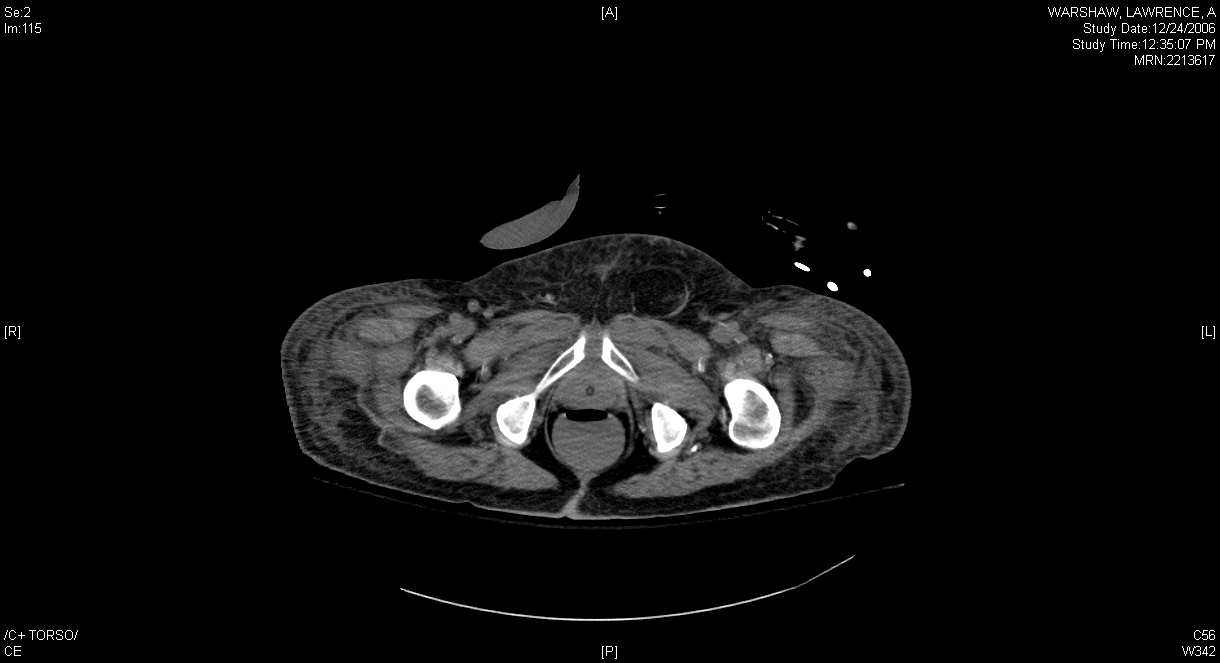 Se:2
Im:115
[A]
WARSHAW, LAWRENCE, A
Study Date:12/24/2006
Study Time:12:35:07 PM
MRN:2213617
[R]
[L]
/C+ TORSO/
CE
[P]
C56
W342